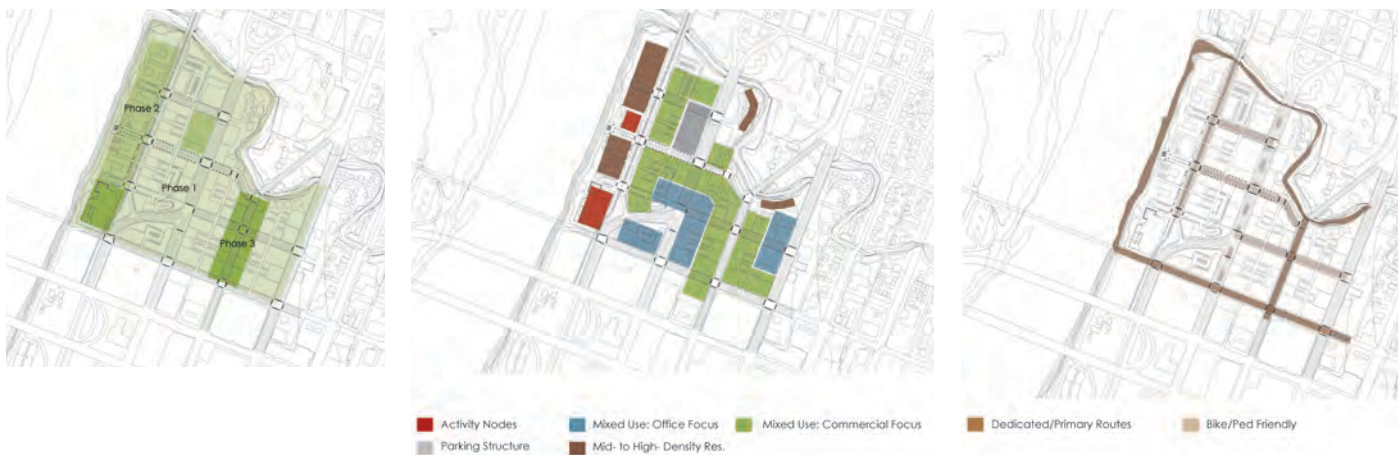 Phase 2
Phase 1
Phase 3
Activity Nodes
Mixed Use: Office Focus
Mixed Use: Commercial Focus
Parking Structure
Mid- to High- Density Res.
Dedicated/Primary Routes
Bike/Ped Friendly